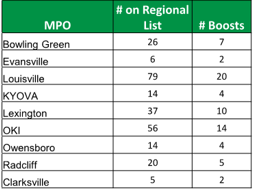 MPO # on Regional List # Boosts
Bowling Green 26 7
Evansville 6 2
Louisville 79 20
KYOVA 14 4
Lexington 37 10
OKI 56 14
Owensboro 14 4
Radcliff 20 5
Clarksville 5 2